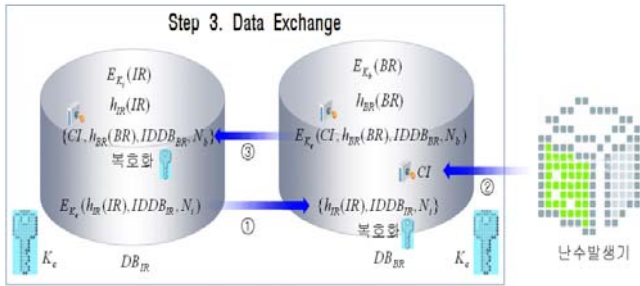 Step 3. Data Exchange
E_{K_i}(IR)
h_{IR}(IR)
{CI, h_{BR}(BR), IDDB_{BR}, N_b}
복호화
③
E_{K_e}(h_{IR}(IR), IDDB_{IR}, N_i)
①
K_e
DB_{IR}
E_{K_b}(BR)
h_{BR}(BR)
E_{K_e}(CI, h_{BR}(BR), IDDB_{BR}, N_b)
CI
②
{h_{IR}(IR), IDDB_{IR}, N_i}
복호화
DB_{BR}
K_e
난수발생기